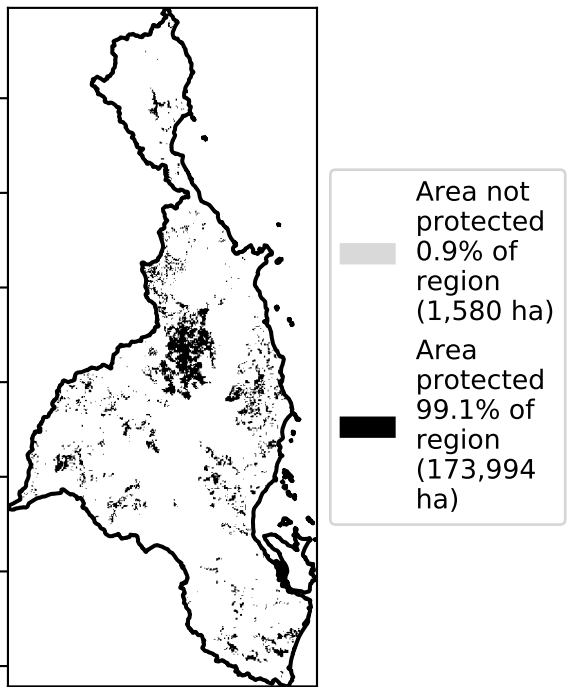 Area not
protected
0.9% of
region
(1,580 ha)
Area
protected
99.1% of
region
(173,994
ha)